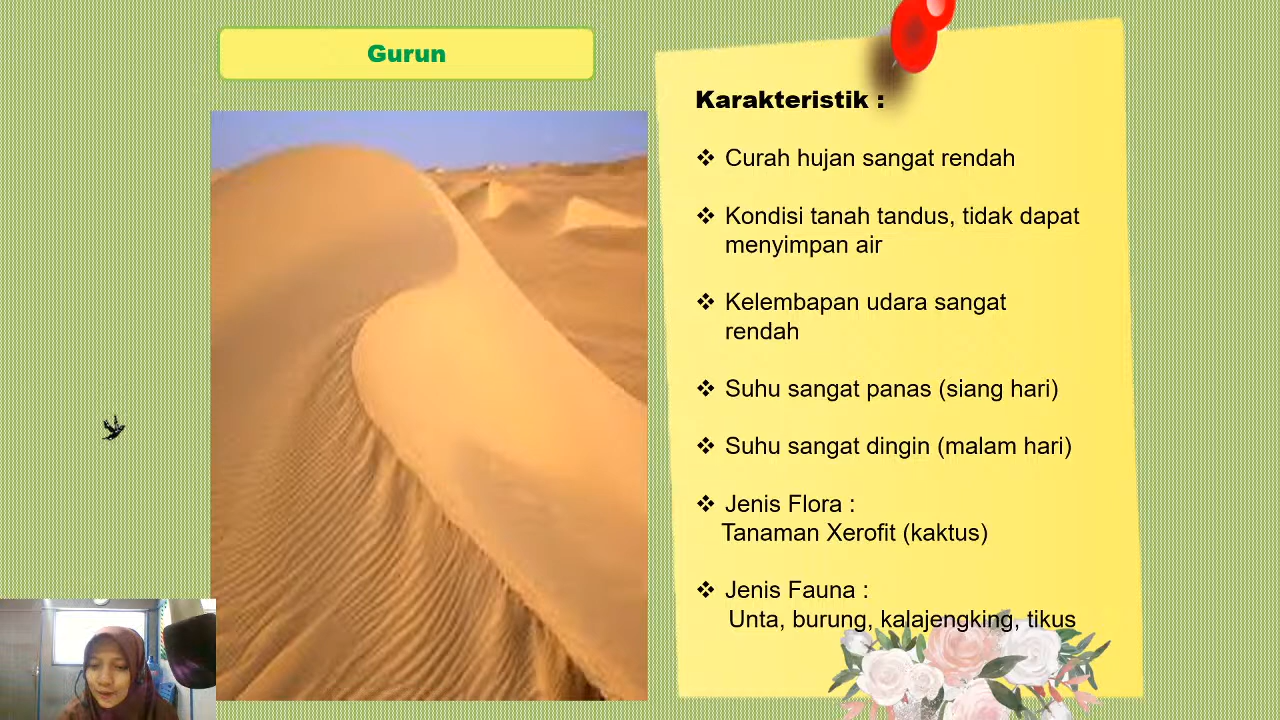 Gurun
Karakteristik :
❖ Curah hujan sangat rendah
❖ Kondisi tanah tandus, tidak dapat
menyimpan air
❖ Kelembapan udara sangat
rendah
❖ Suhu sangat panas (siang hari)
❖ Suhu sangat dingin (malam hari)
❖ Jenis Flora :
Tanaman Xerofit (kaktus)
❖ Jenis Fauna :
Unta, burung, kalajengking, tikus